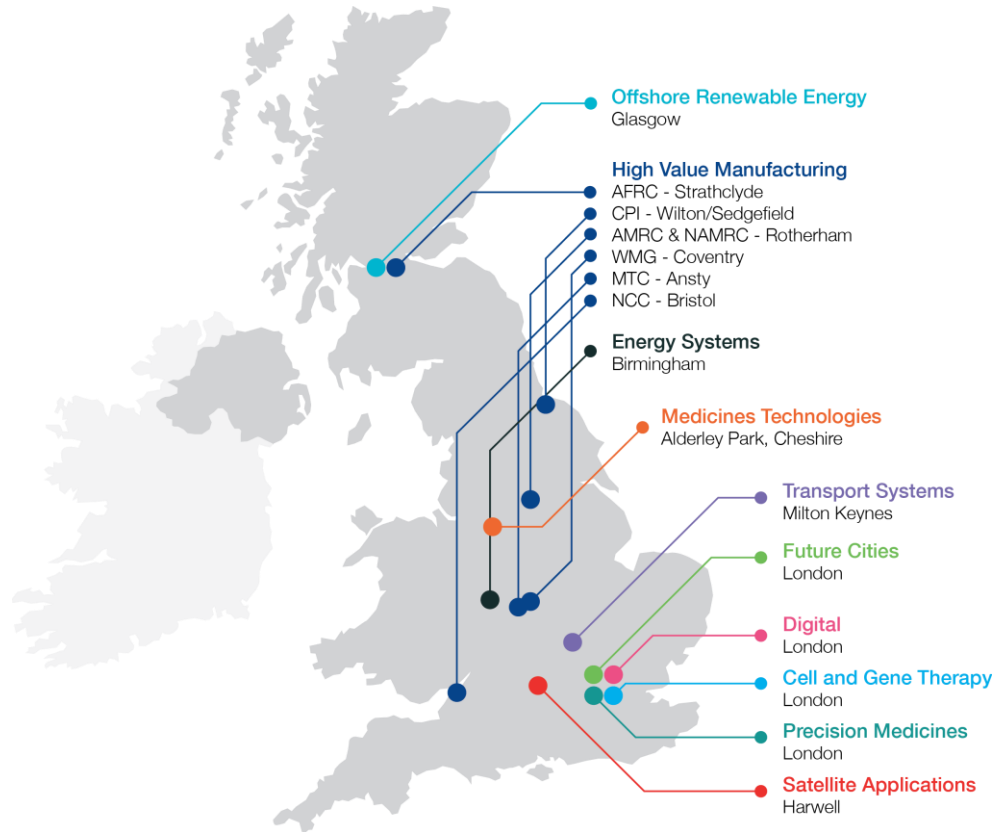 Offshore Renewable Energy
Glasgow
High Value Manufacturing
AFRC - Strathclyde
CPI - Wilton/Sedgefield
AMRC & NAMRC - Rotherham
WMG - Coventry
MTC - Ansty
NCC - Bristol
Energy Systems
Birmingham
Medicines Technologies
Alderley Park, Cheshire
Transport Systems
Milton Keynes
Future Cities
London
Digital
London
Cell and Gene Therapy
London
Precision Medicines
London
Satellite Applications
Harwell